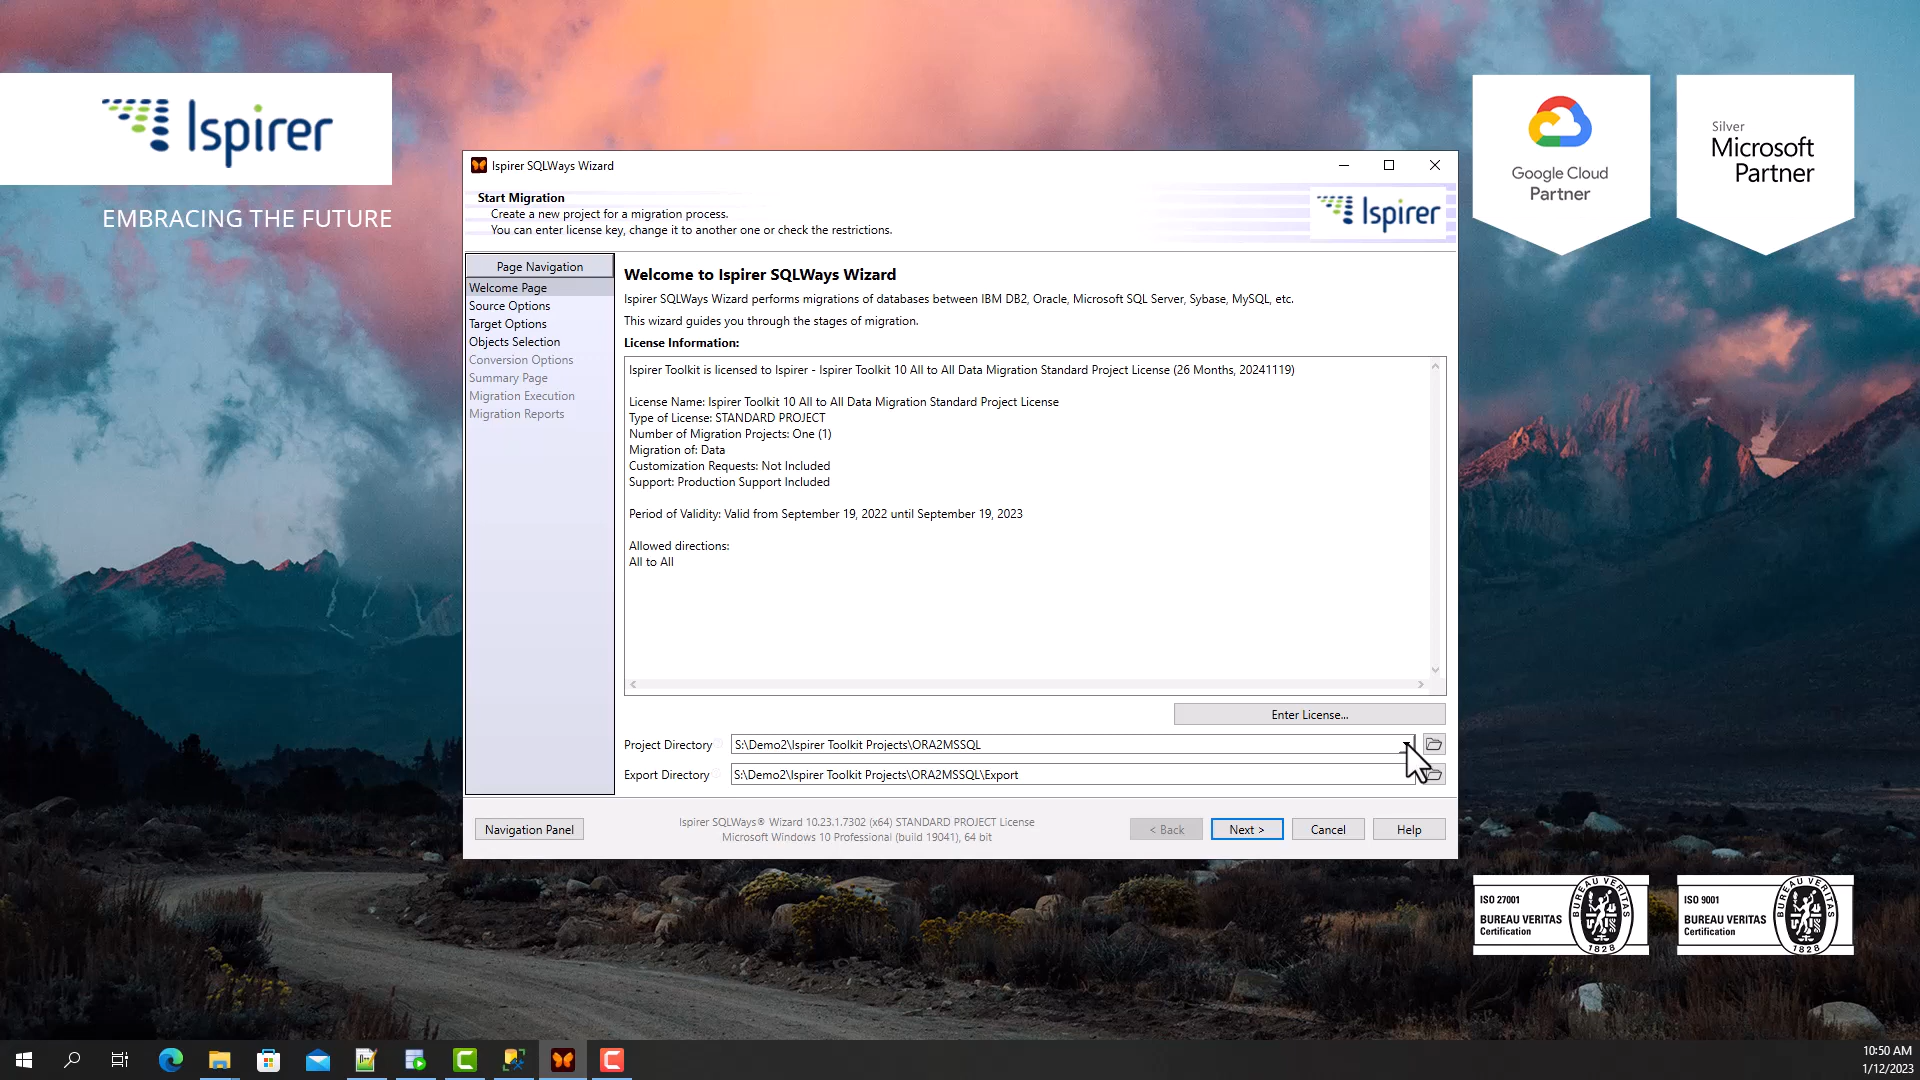 Ispirer
EMBRACING THE FUTURE
Google Cloud
Partner
Silver
Microsoft
Partner
Ispirer SQLWays Wizard
Start Migration
Create a new project for a migration process.
You can enter license key, change it to another one or check the restrictions.
Ispirer
Page Navigation
Welcome Page
Source Options
Target Options
Objects Selection
Conversion Options
Summary Page
Migration Execution
Migration Reports
Welcome to Ispirer SQLWays Wizard
Ispirer SQLWays Wizard performs migrations of databases between IBM DB2, Oracle, Microsoft SQL Server, Sybase, MySQL, etc.
This wizard guides you through the stages of migration.
License Information:
Ispirer Toolkit is licensed to Ispirer - Ispirer Toolkit 10 All to All Data Migration Standard Project License (26 Months, 20241119)
License Name: Ispirer Toolkit 10 All to All Data Migration Standard Project License
Type of License: STANDARD PROJECT
Number of Migration Projects: One (1)
Migration of: Data
Customization Requests: Not Included
Support: Production Support Included
Period of Validity: Valid from September 19, 2022 until September 19, 2023
Allowed directions:
All to All
Enter License...
Project Directory
S:\Demo2\Ispirer Toolkit Projects\ORA2MSSQL
Export Directory
S:\Demo2\Ispirer Toolkit Projects\ORA2MSSQL\Export
Navigation Panel
Ispirer SQLWays® Wizard 10.23.1.7302 (x64) STANDARD PROJECT License
Microsoft Windows 10 Professional (build 19041), 64 bit
< Back
Next >
Cancel
Help
ISO 27001
BUREAU VERITAS
Certification
BUREAU VERITAS
1828
ISO 9001
BUREAU VERITAS
Certification
BUREAU VERITAS
1828
10:50 AM
1/12/2023